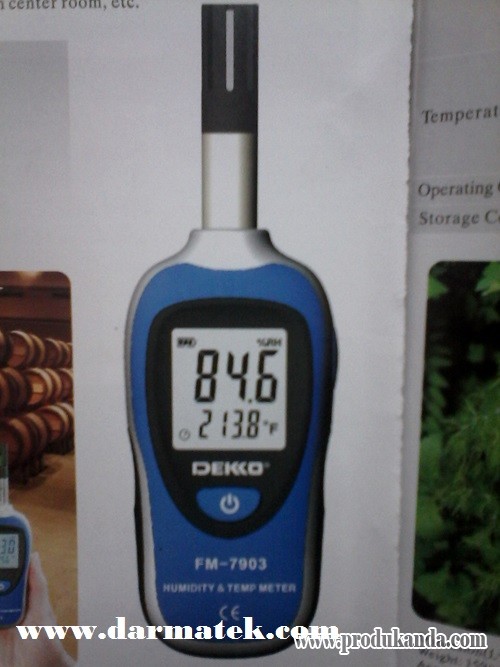 center room, etc.
Temperat
Operating
Storage Co
%RH
84.6
213.8 °F
DEKKO®
FM-7903
HUMIDITY & TEMP METER
CE
www.darmatek.com
www.produkanda.com